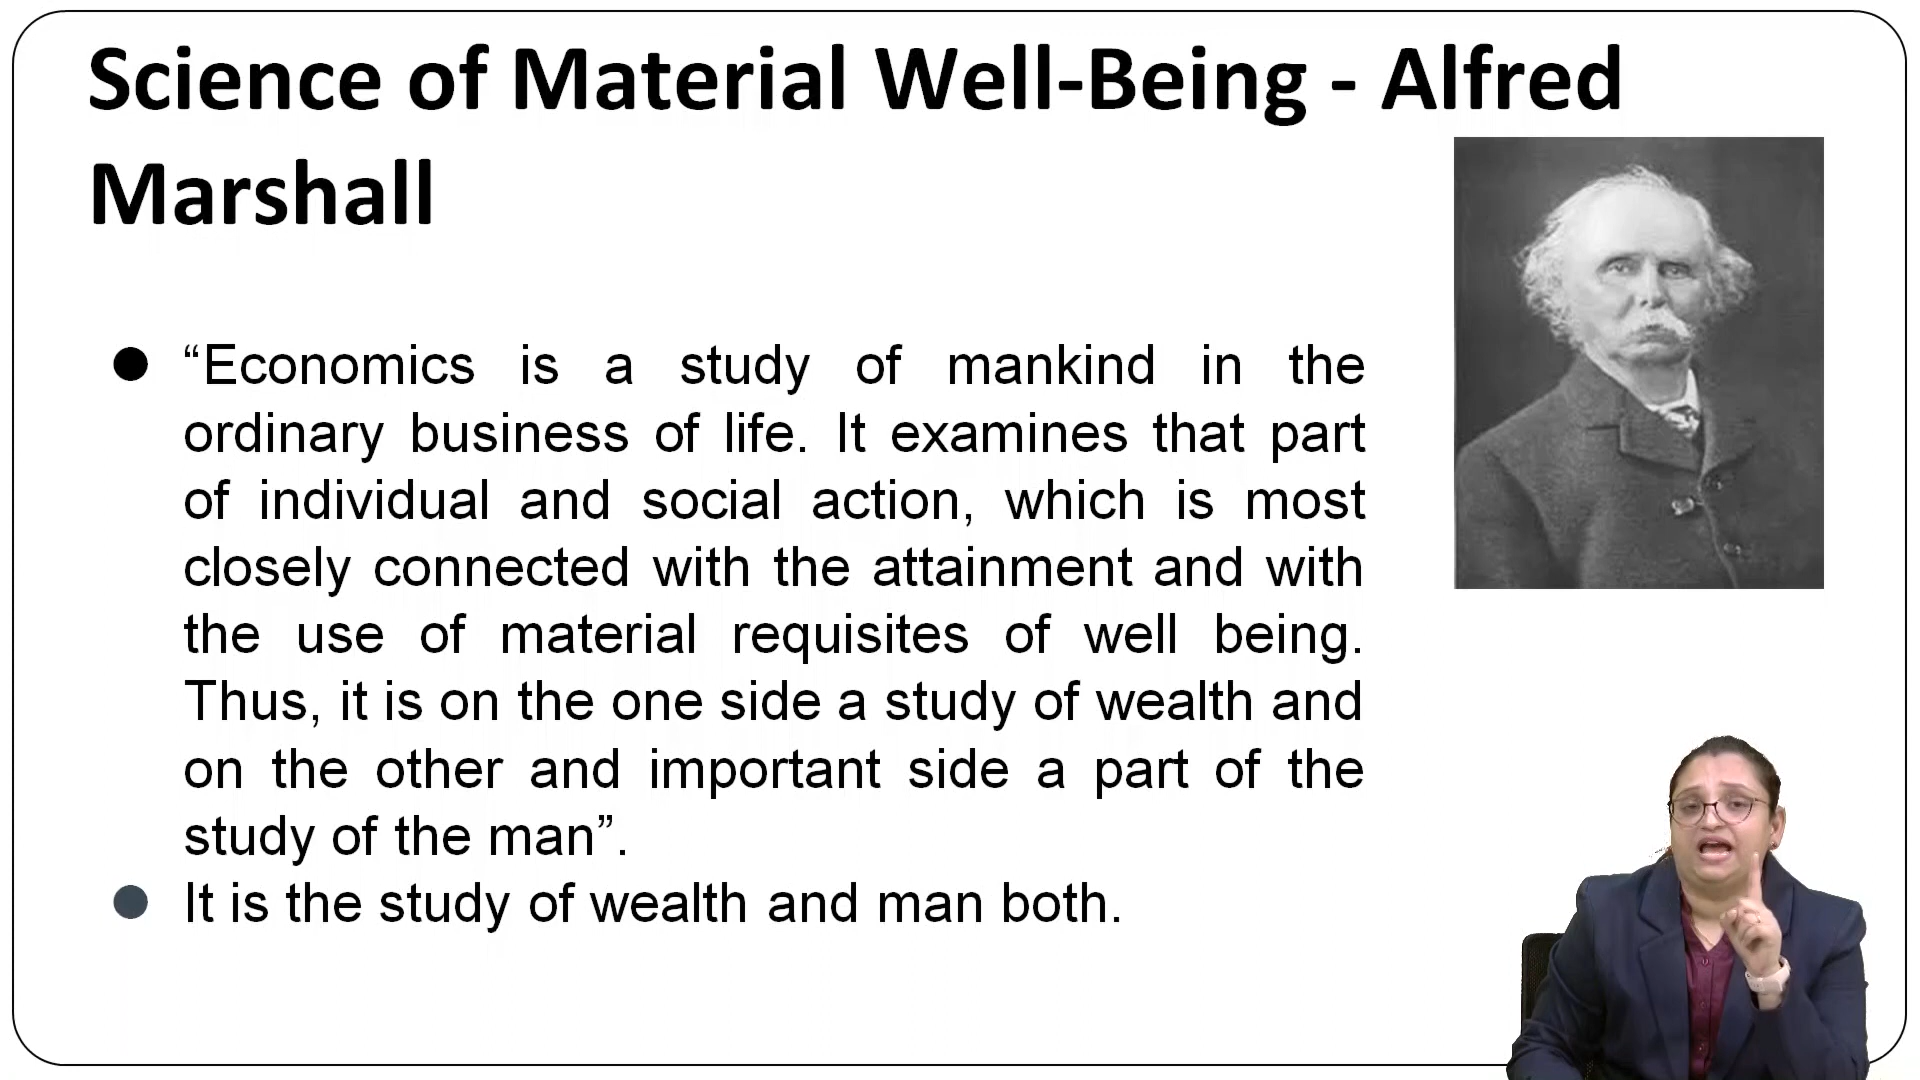 Science of Material Well-Being - Alfred
Marshall
● “Economics is a study of mankind in the
ordinary business of life. It examines that part
of individual and social action, which is most
closely connected with the attainment and with
the use of material requisites of well being.
Thus, it is on the one side a study of wealth and
on the other and important side a part of the
study of the man”.
● It is the study of wealth and man both.